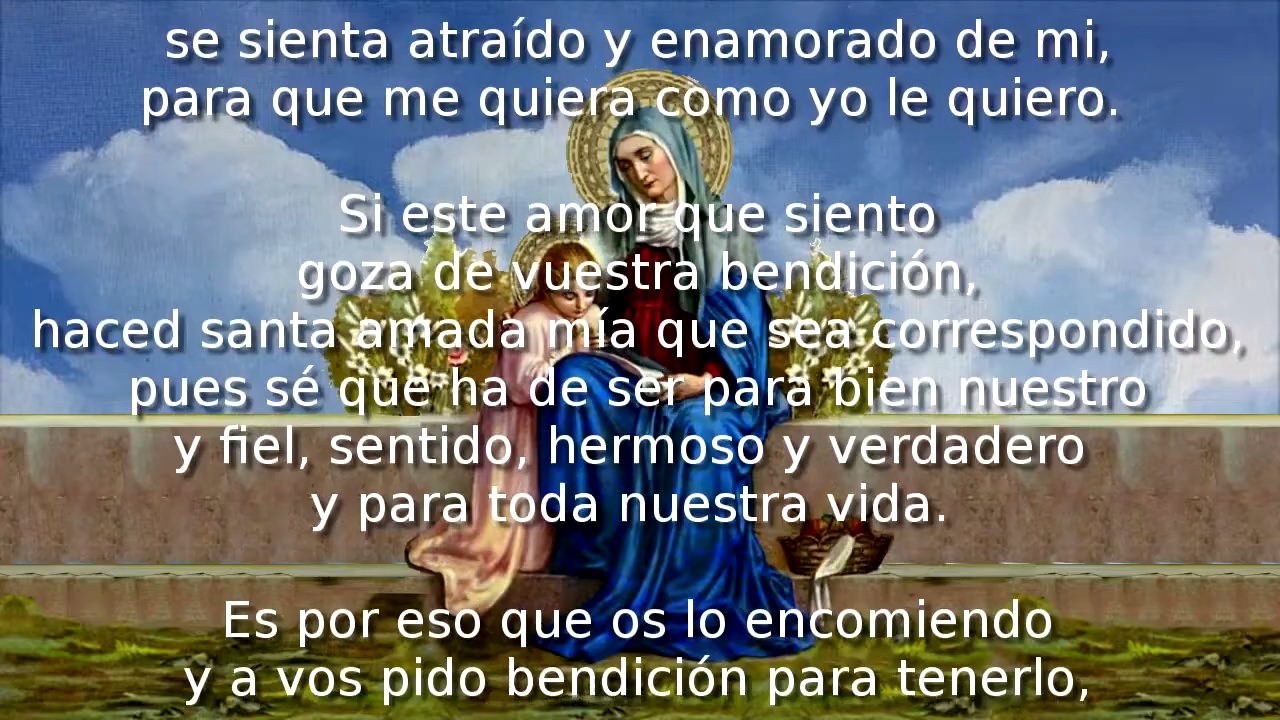 se sienta atraído y enamorado de mi,
para que me quiera como yo le quiero.
Si este amor que siento
goza de vuestra bendición,
haced santa amada mía que sea correspondido,
pues sé que ha de ser para bien nuestro
y fiel, sentido, hermoso y verdadero
y para toda nuestra vida.
Es por eso que os lo encomiendo
y a vos pido bendición para tenerlo,